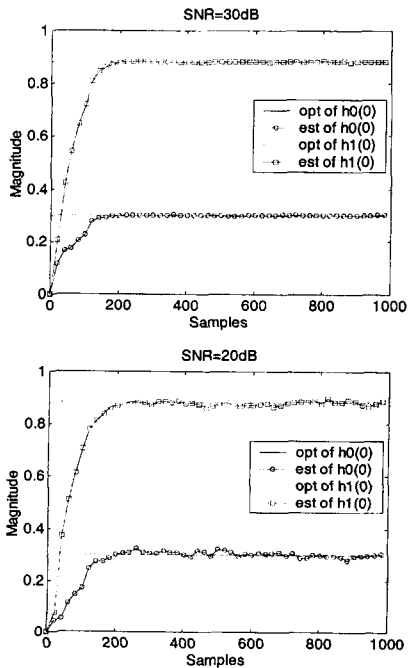 SNR=30dB
1
0.8
0.6
0.4
0.2
0
Magnitude
opt of h0(0)
est of h0(0)
opt of h1(0)
est of h1(0)
0 200 400 600 800 1000
Samples
SNR=20dB
1
0.8
0.6
0.4
0.2
0
Magnitude
opt of h0(0)
est of h0(0)
opt of h1(0)
est of h1(0)
0 200 400 600 800 1000
Samples